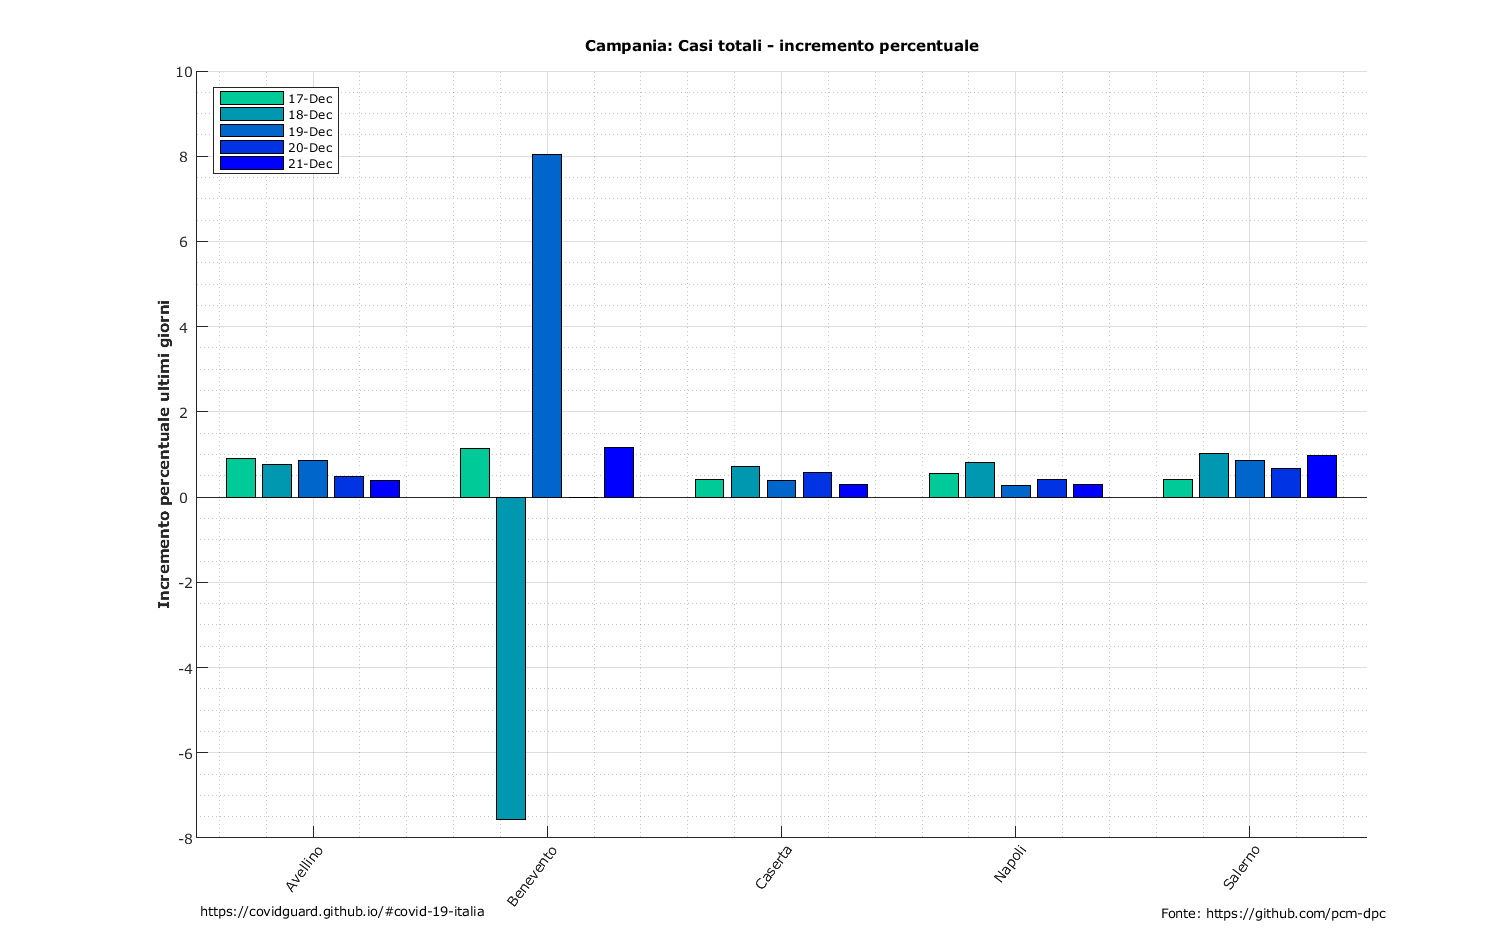 Campania: Casi totali - incremento percentuale
Incremento percentuale ultimi giorni
10
8
6
4
2
0
-2
-4
-6
-8
17-Dec
18-Dec
19-Dec
20-Dec
21-Dec
Avellino
Benevento
Caserta
Napoli
Salerno
https://covidguard.github.io/#covid-19-italia
Fonte: https://github.com/pcm-dpc